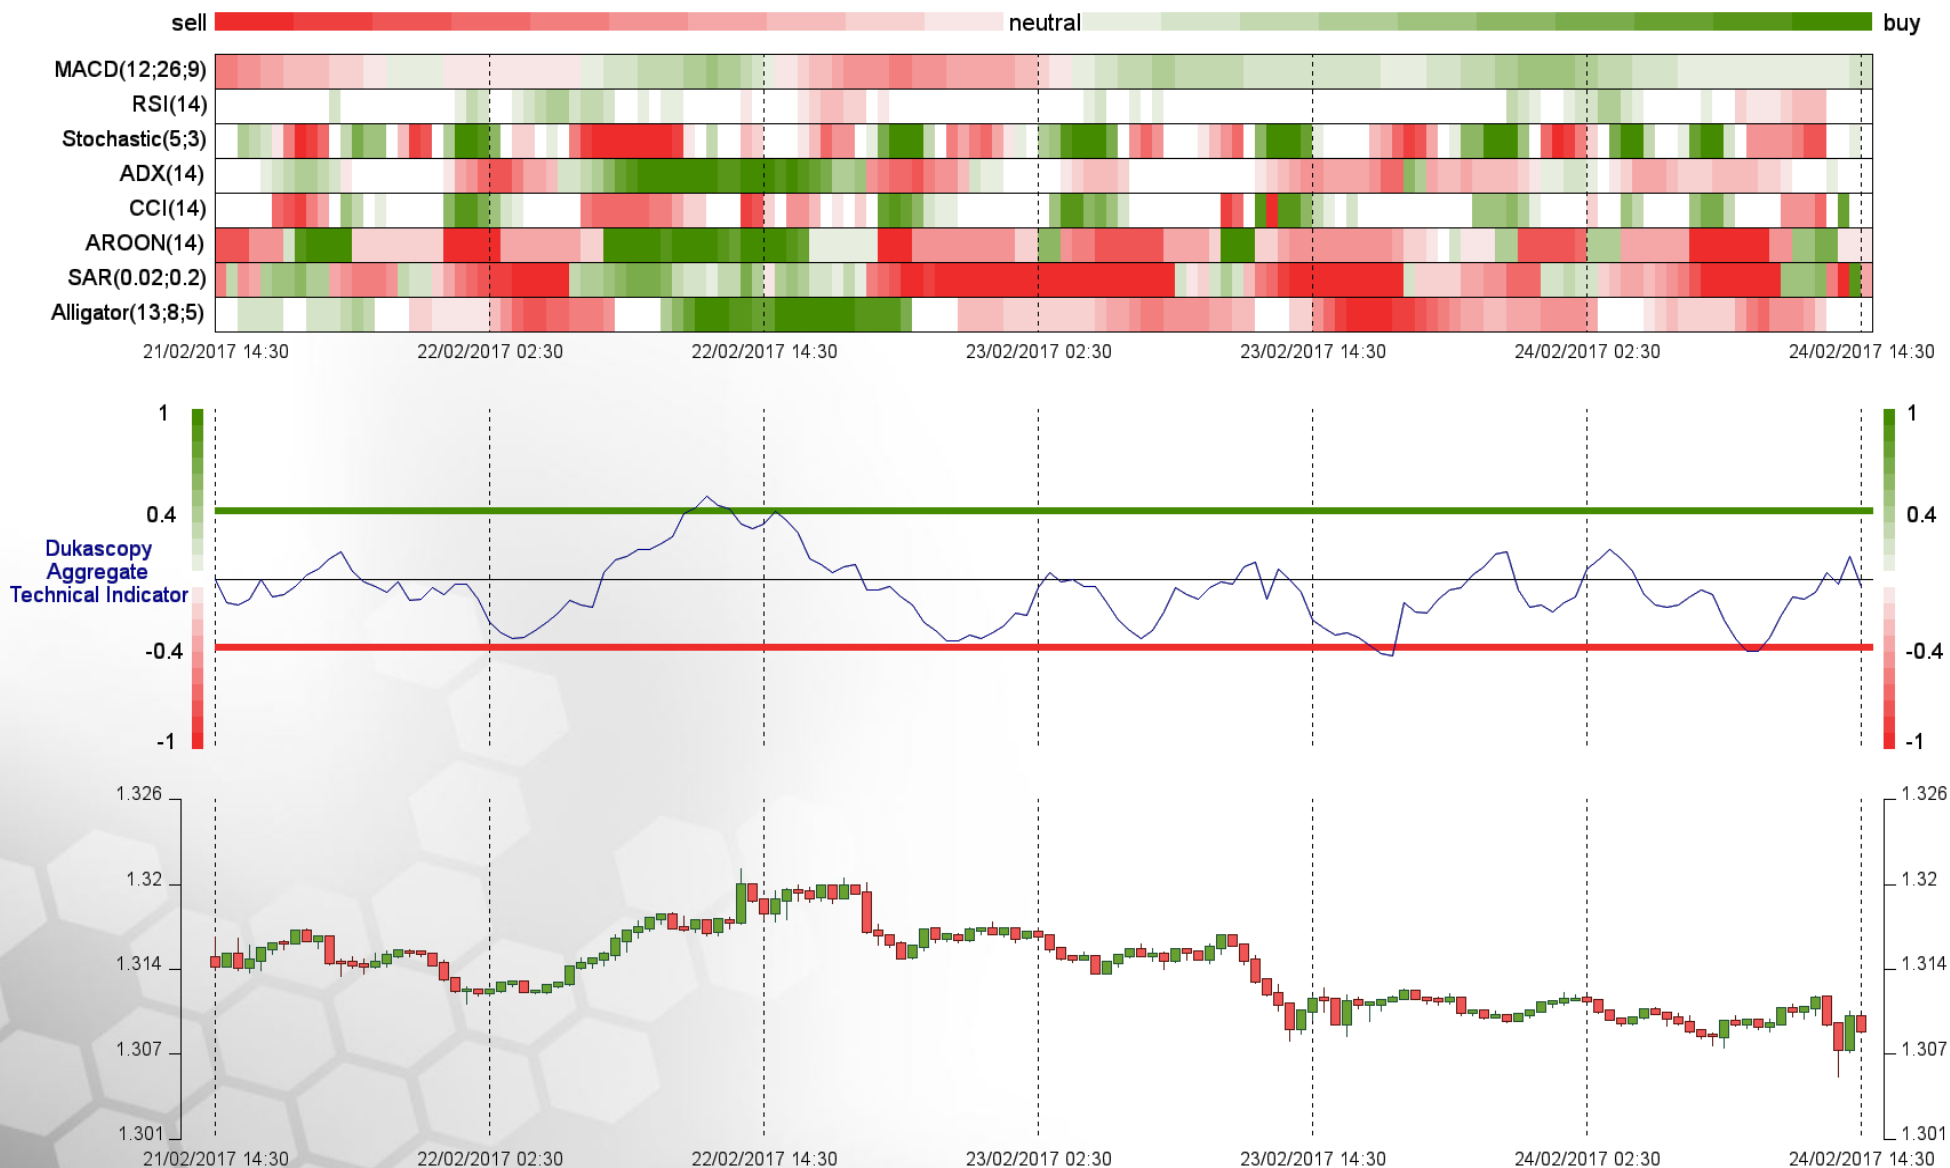 sell neutral buy
MACD(12;26;9)
RSI(14)
Stochastic(5;3)
ADX(14)
CCI(14)
AROON(14)
SAR(0.02;0.2)
Alligator(13;8;5)
21/02/2017 14:30 22/02/2017 02:30 22/02/2017 14:30 23/02/2017 02:30 23/02/2017 14:30 24/02/2017 02:30 24/02/2017 14:30
1 1
0.4 0.4
Dukascopy
Aggregate
Technical Indicator
-0.4 -0.4
-1 -1
1.326 1.326
1.32 1.32
1.314 1.314
1.307 1.307
1.301 1.301
21/02/2017 14:30 22/02/2017 02:30 22/02/2017 14:30 23/02/2017 02:30 23/02/2017 14:30 24/02/2017 02:30 24/02/2017 14:30